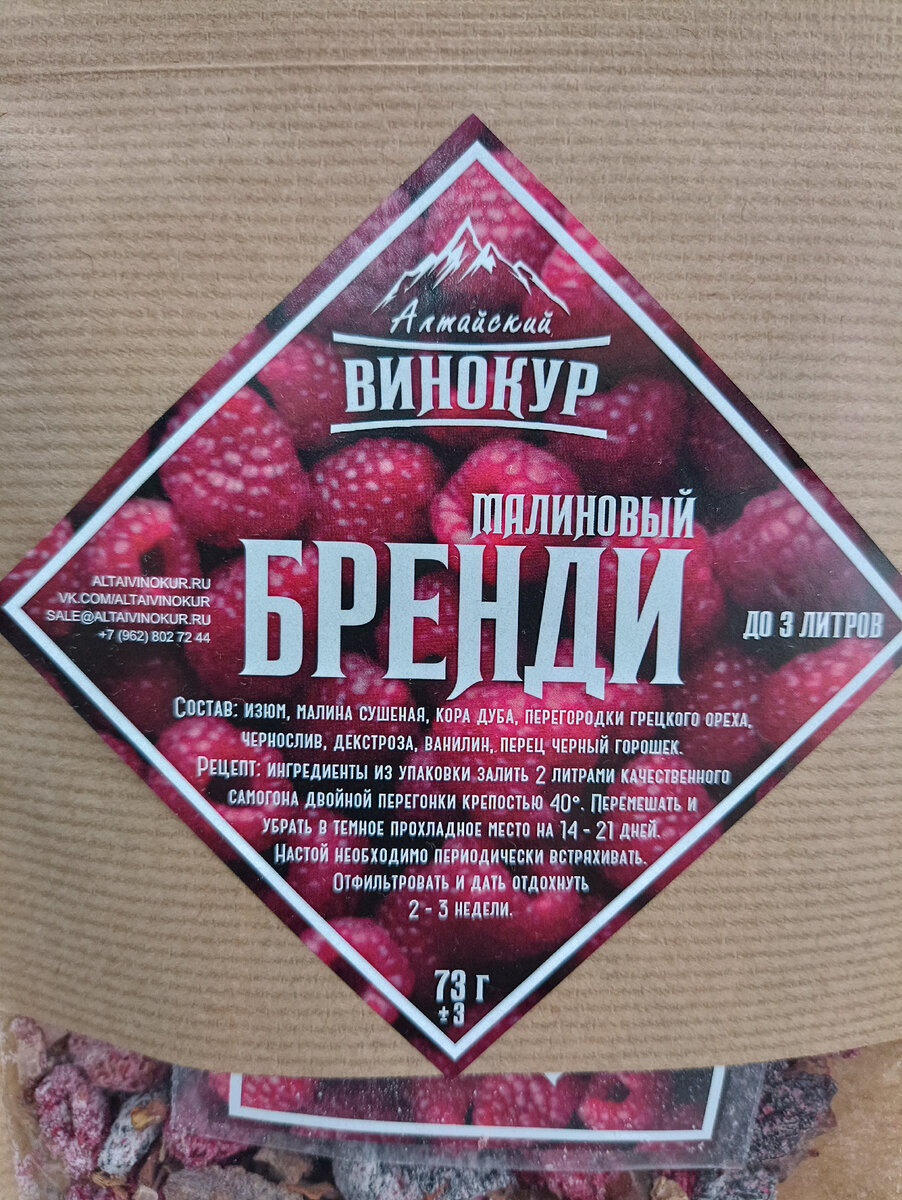 Алтайский
ВИНОКУР
МАЛИНОВЫЙ
БРЕНДИ
ALTAIVINOKUR.RU
VK.COM/ALTAIVINOKUR
SALE@ALTAIVINOKUR.RU
+7 (962) 802 72 44
ДО 3 ЛИТРОВ
СОСТАВ: ИЗЮМ, МАЛИНА СУШЕНАЯ, КОРА ДУБА, ПЕРЕГОРОДКИ ГРЕЦКОГО ОРЕХА,
ЧЕРНОСЛИВ, ДЕКСТРОЗА, ВАНИЛИН, ПЕРЕЦ ЧЕРНЫЙ ГОРОШЕК.
РЕЦЕПТ: ИНГРЕДИЕНТЫ ИЗ УПАКОВКИ ЗАЛИТЬ 2 ЛИТРАМИ КАЧЕСТВЕННОГО
САМОГОНА ДВОЙНОЙ ПЕРЕГОНКИ КРЕПОСТЬЮ 40°. ПЕРЕМЕШАТЬ И
УБРАТЬ В ТЕМНОЕ ПРОХЛАДНОЕ МЕСТО НА 14 - 21 ДНЕЙ.
НАСТОЙ НЕОБХОДИМО ПЕРИОДИЧЕСКИ ВСТРЯХИВАТЬ.
ОТФИЛЬТРОВАТЬ И ДАТЬ ОТДОХНУТЬ
2 - 3 НЕДЕЛИ.
73 Г
±3